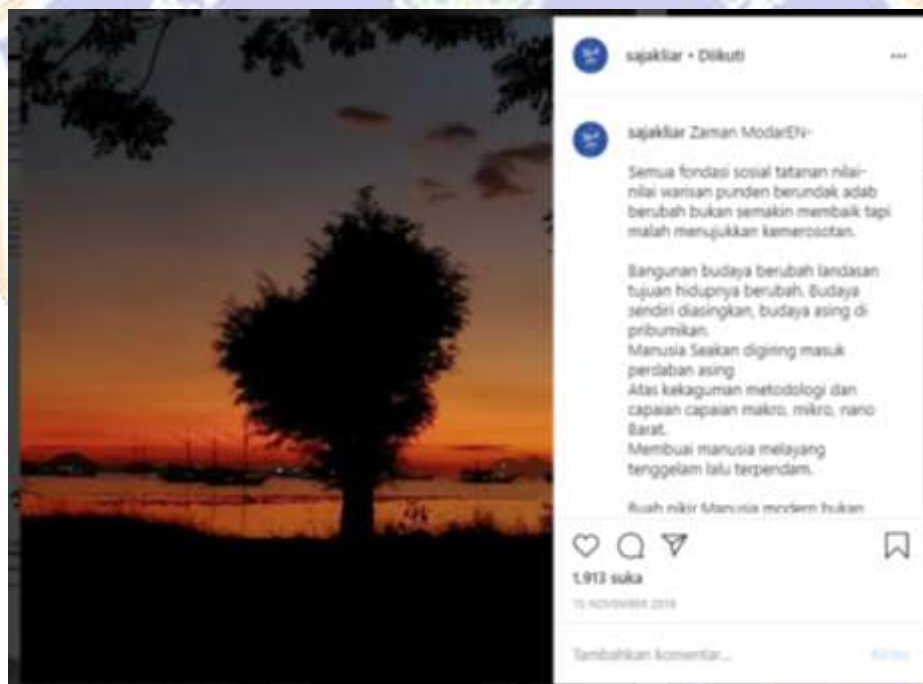 sajakliar • Diikuti
sajakliar Zaman ModarEN-
Semua fondasi sosial tatanan nilai-
nilai warisan punden berundak adab
berubah bukan semakin membaik tapi
malah menujukkan kemerosotan.
Bangunan budaya berubah landasan
tujuan hidupnya berubah. Budaya
sendiri diasingkan, budaya asing di
pribumikan.
Manusia Seakan digiring masuk
perdaban asing
Atas kekaguman metodologi dan
capaian capaian makro, mikro, nano
Barat.
Membuai manusia melayang
tenggelam lalu terpendam.
Buah pikir Manusia modern bukan
1.913 suka
NOVEMBER
Tambahkan komentar...
Kirim